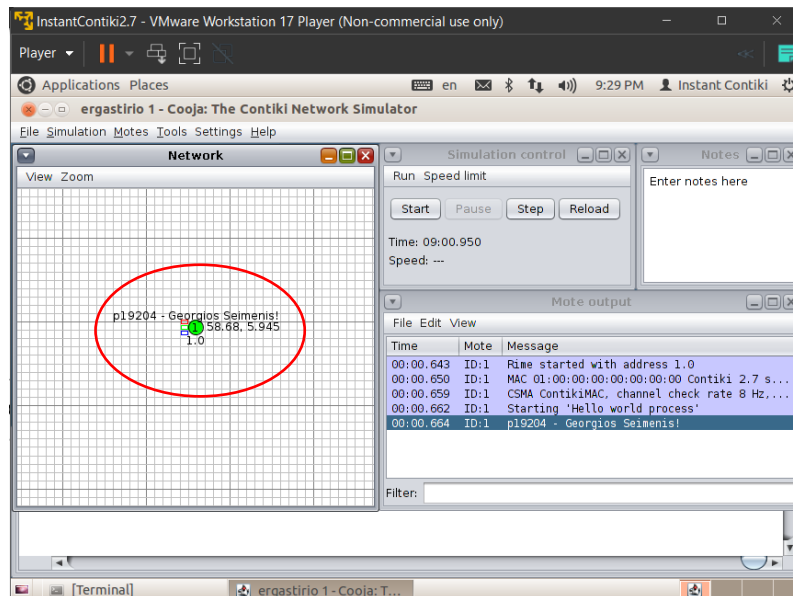 InstantContiki2.7 - VMware Workstation 17 Player (Non-commercial use only)
Player
Applications Places en 9:29 PM Instant Contiki
ergastirio 1 - Cooja: The Contiki Network Simulator
File Simulation Motes Tools Settings Help
Network
View Zoom
p19204 - Georgios Seimenis!
1 58.68, 5.945
1.0
Simulation control
Run Speed limit
Start Pause Step Reload
Time: 09:00.950
Speed: ---
Notes
Enter notes here
Mote output
File Edit View
Time Mote Message
00:00.643 ID:1 Rime started with address 1.0
00:00.650 ID:1 MAC 01:00:00:00:00:00:00:00 Contiki 2.7 s...
00:00.659 ID:1 CSMA ContikiMAC, channel check rate 8 Hz,...
00:00.662 ID:1 Starting 'Hello world process'
00:00.664 ID:1 p19204 - Georgios Seimenis!
Filter:
[Terminal] ergastirio 1 - Cooja: T...